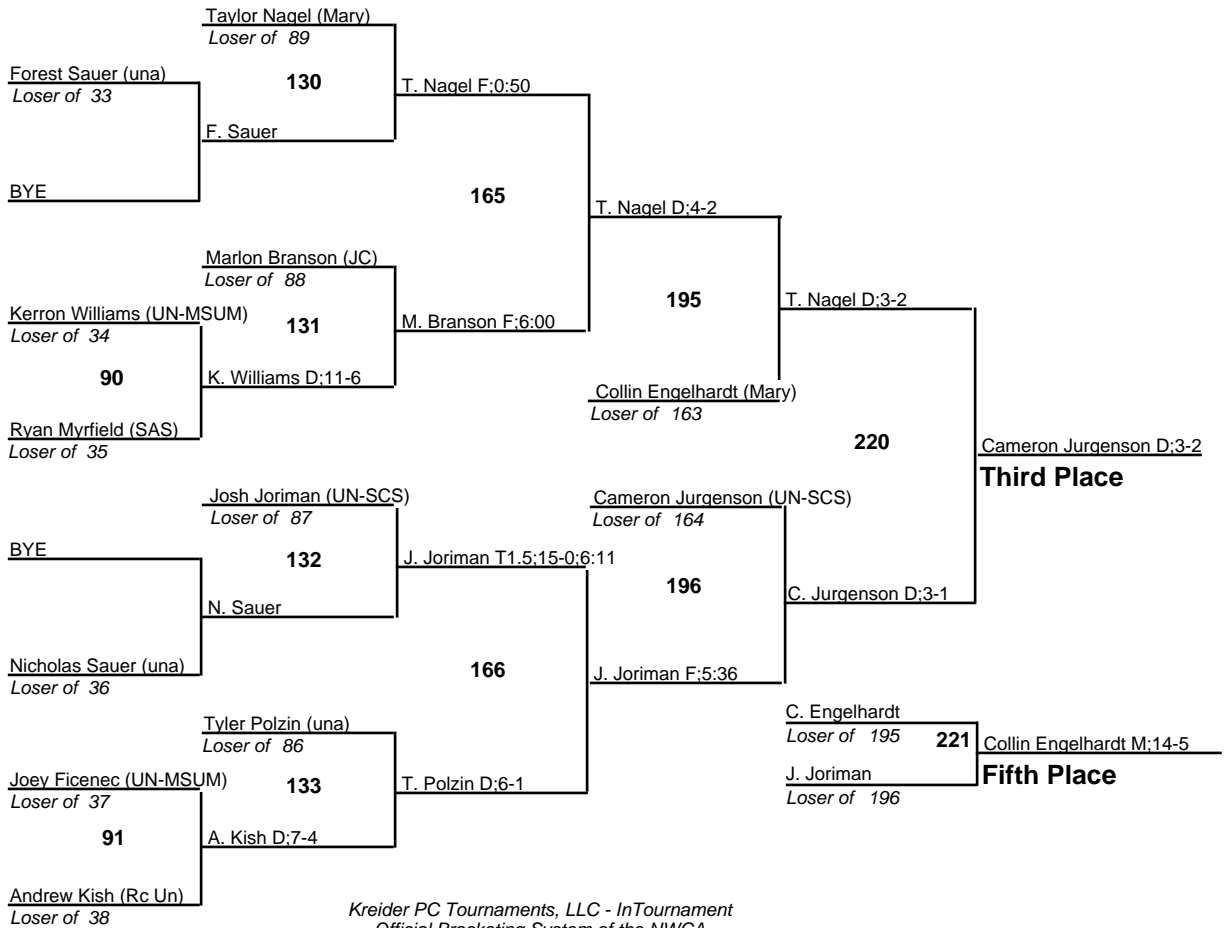 Taylor Nagel (Mary)
Loser of 89
Forest Sauer (una)
Loser of 33
130
T. Nagel F;0:50
F. Sauer
BYE
165
T. Nagel D;4-2
Marlon Branson (JC)
Loser of 88
Kerron Williams (UN-MSUM)
Loser of 34
131
M. Branson F;6:00
195
T. Nagel D;3-2
90
K. Williams D;11-6
Collin Engelhardt (Mary)
Loser of 163
Ryan Myrfield (SAS)
Loser of 35
220
Cameron Jurgenson D;3-2
Third Place
Josh Joriman (UN-SCS)
Loser of 87
Cameron Jurgenson (UN-SCS)
Loser of 164
BYE
132
J. Joriman T1.5;15-0;6:11
196
C. Jurgenson D;3-1
N. Sauer
Nicholas Sauer (una)
Loser of 36
166
J. Joriman F;5:36
Tyler Polzin (una)
Loser of 86
C. Engelhardt
Loser of 195
221
Collin Engelhardt M;14-5
Fifth Place
J. Joriman
Loser of 196
Joey Ficenec (UN-MSUM)
Loser of 37
133
T. Polzin D;6-1
91
A. Kish D;7-4
Andrew Kish (Rc Un)
Loser of 38
Kreider PC Tournaments, LLC - InTournament
Official Bracketing System of the NWCA